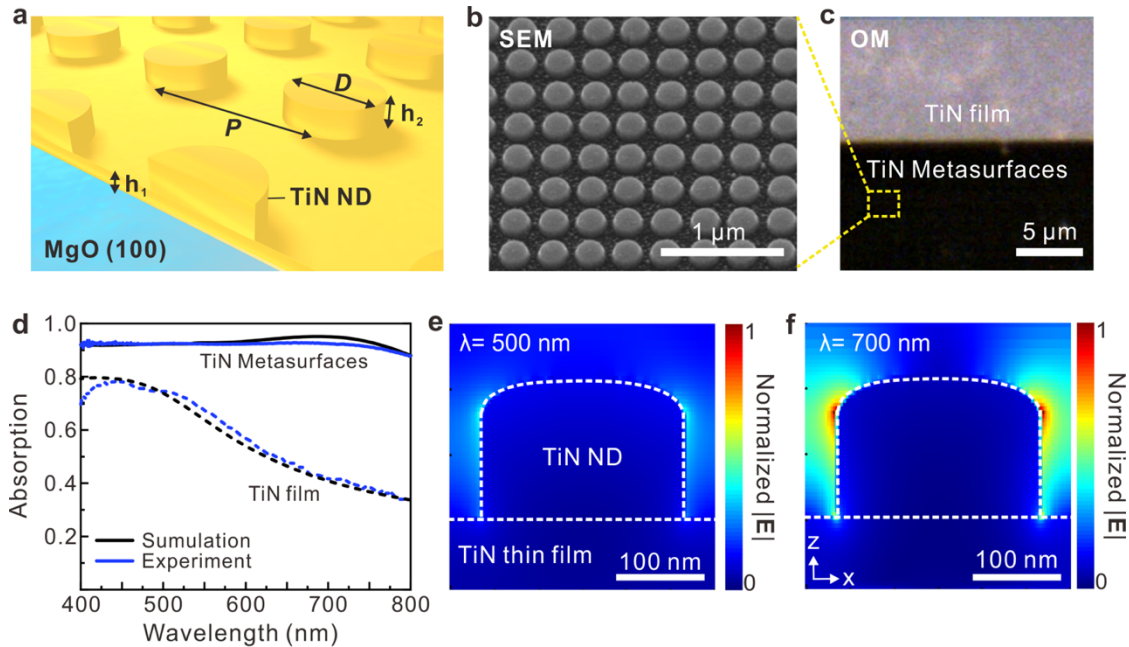 a
D
h₂
P
h₁
TiN ND
MgO (100)
b
SEM
1 μm
c
OM
TiN film
TiN Metasurfaces
5 μm
d
1.0
0.8
0.6
0.4
0.2
Absorption
TiN Metasurfaces
TiN film
Sumulation
Experiment
400
500
600
700
800
Wavelength (nm)
e
λ= 500 nm
TiN ND
TiN thin film
100 nm
1
0
Normalized |E|
f
λ= 700 nm
z
x
100 nm
1
0
Normalized |E|